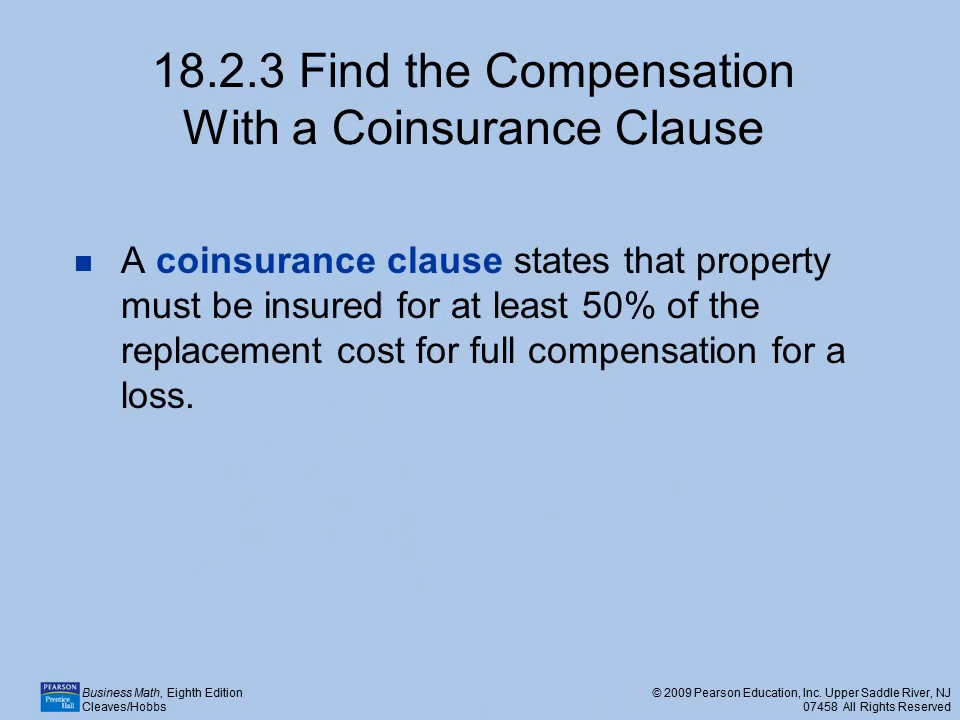 18.2.3 Find the Compensation
With a Coinsurance Clause
A coinsurance clause states that property
must be insured for at least 50% of the
replacement cost for full compensation for a
loss.
PEARSON
Prentice
Hall
Business Math, Eighth Edition
Cleaves/Hobbs
© 2009 Pearson Education, Inc. Upper Saddle River, NJ
07458 All Rights Reserved